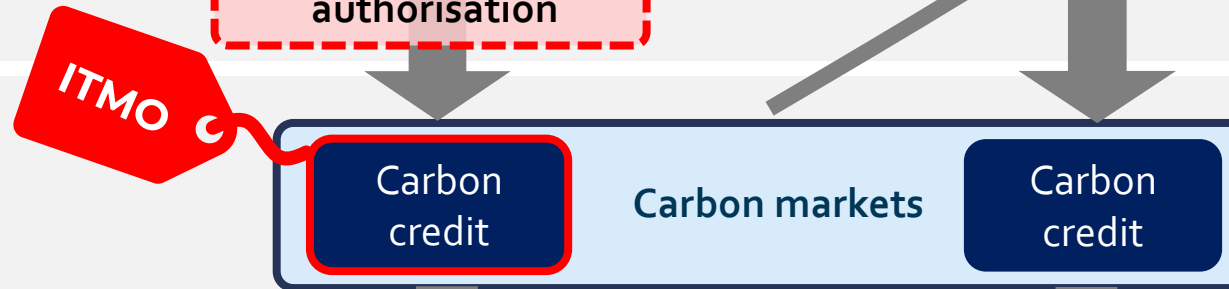 authorisation
ITMO
Carbon
credit
Carbon markets
Carbon
credit